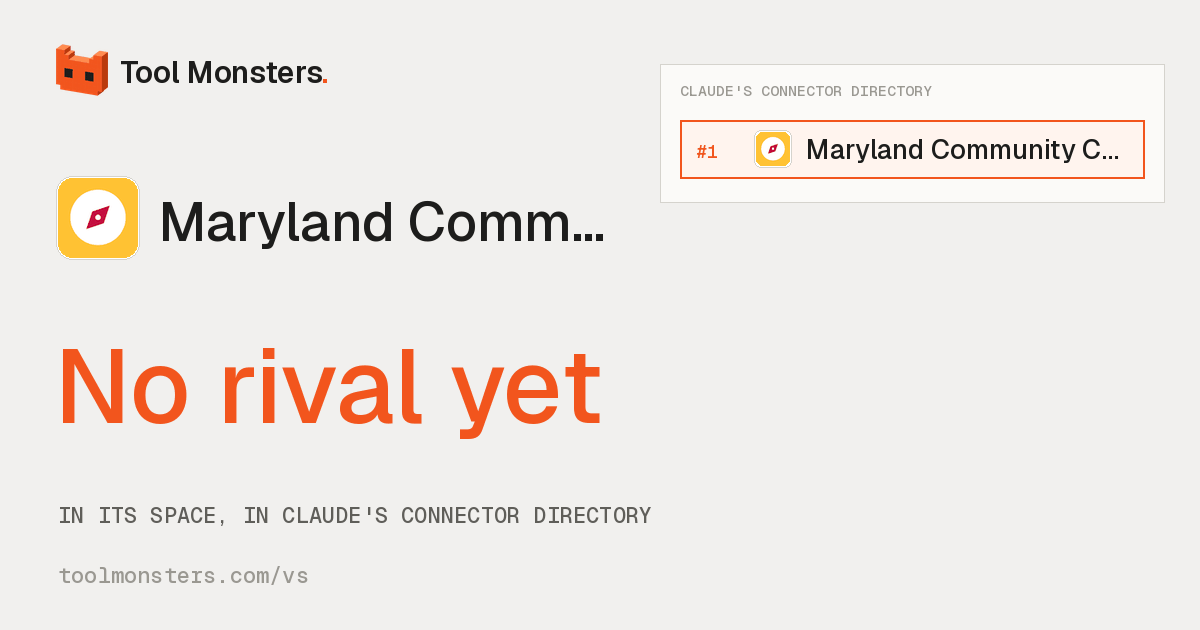 Tool Monsters.
CLAUDE'S CONNECTOR DIRECTORY
#1 Maryland Community C...
Maryland Comm...
No rival yet
IN ITS SPACE, IN CLAUDE'S CONNECTOR DIRECTORY
toolmonsters.com/vs